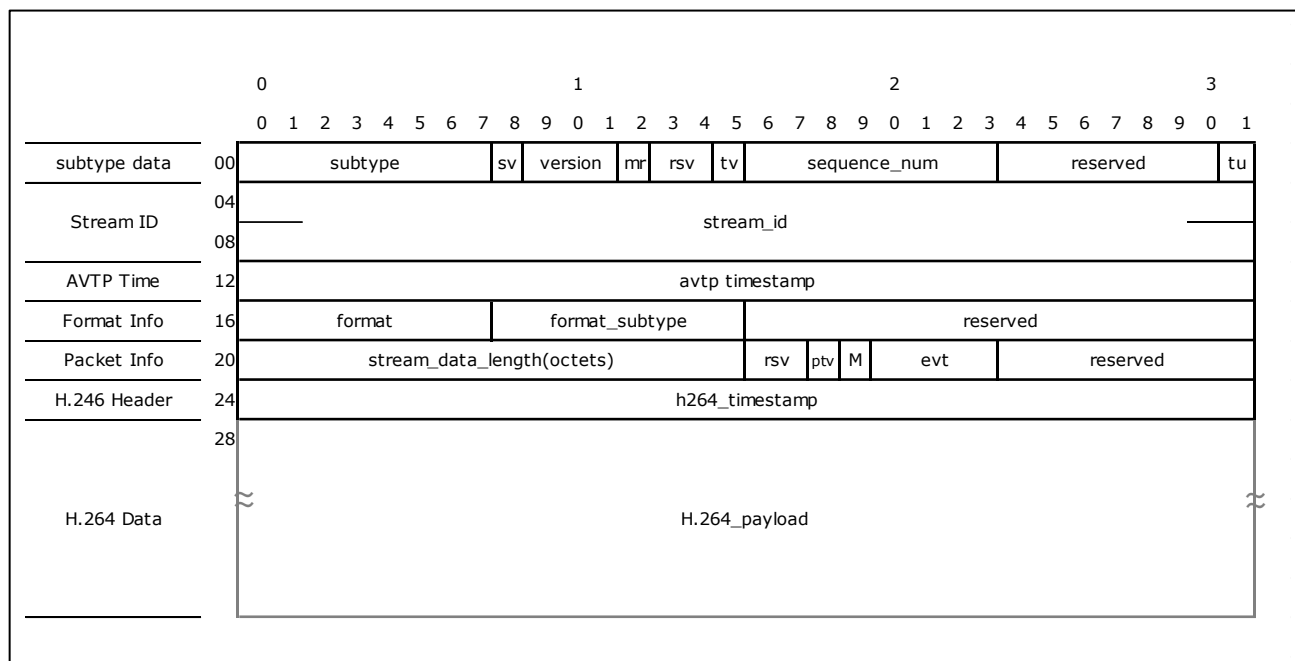 0 1 2 3
0 1 2 3 4 5 6 7 8 9 0 1 2 3 4 5 6 7 8 9 0 1 2 3 4 5 6 7 8 9 0 1
subtype data 00 subtype sv version mr rsv tv sequence_num reserved tu
04
Stream ID stream_id
08
AVTP Time 12 avtp timestamp
Format Info 16 format format_subtype reserved
Packet Info 20 stream_data_length(octets) rsv ptv M evt reserved
H.246 Header 24 h264_timestamp
28
H.264 Data H.264_payload